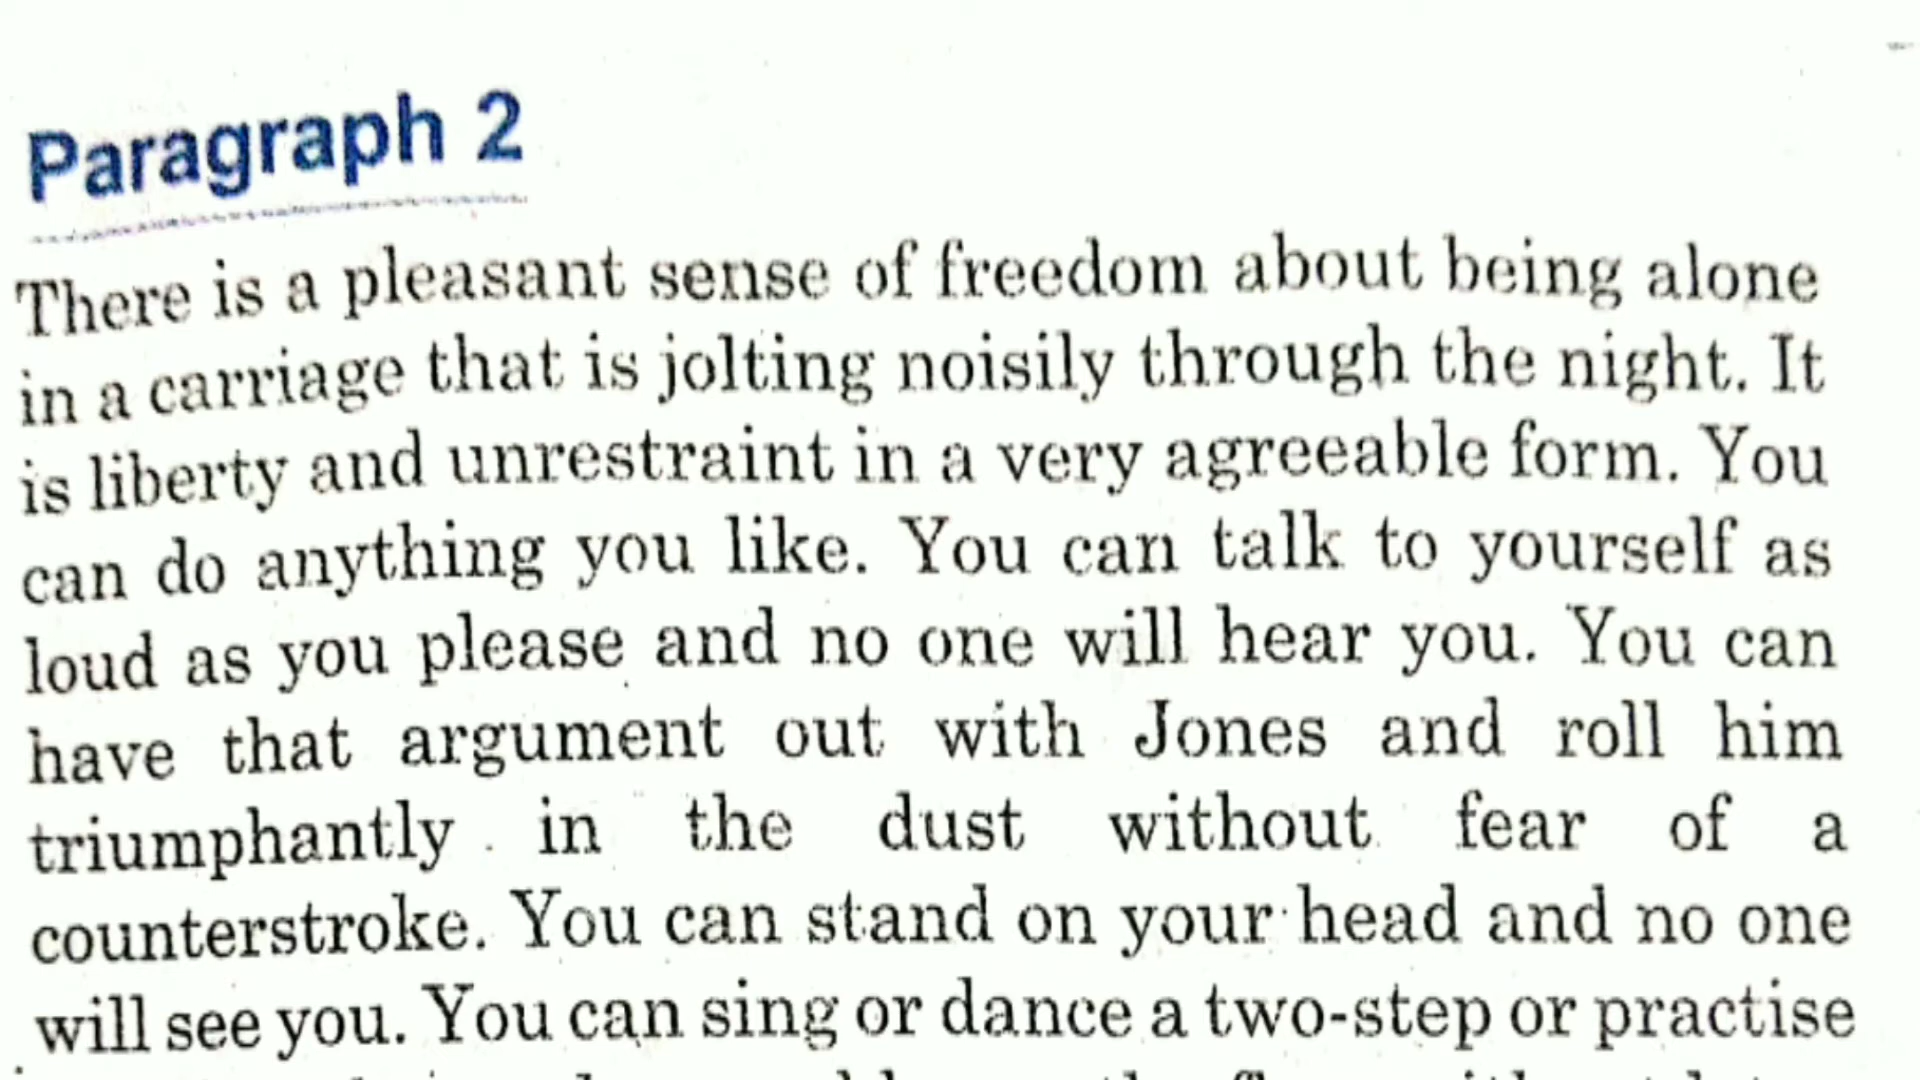 Paragraph 2
There is a pleasant sense of freedom about being alone
in a carriage that is jolting noisily through the night. It
is liberty and unrestraint in a very agreeable form. You
can do anything you like. You can talk to yourself as
loud as you please and no one will hear you. You can
have that argument out with Jones and roll him
triumphantly in the dust without fear of a
counterstroke. You can stand on your head and no one
will see you. You can sing or dance a two-step or practise